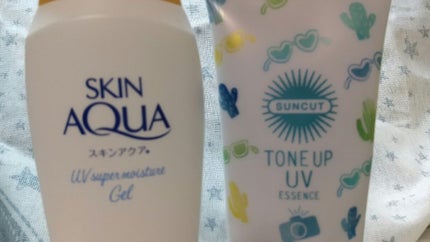 SKIN
AQUA
スキンアクア
UV super moisture
Gel
SUNCUT
TONE UP
UV
ESSENCE